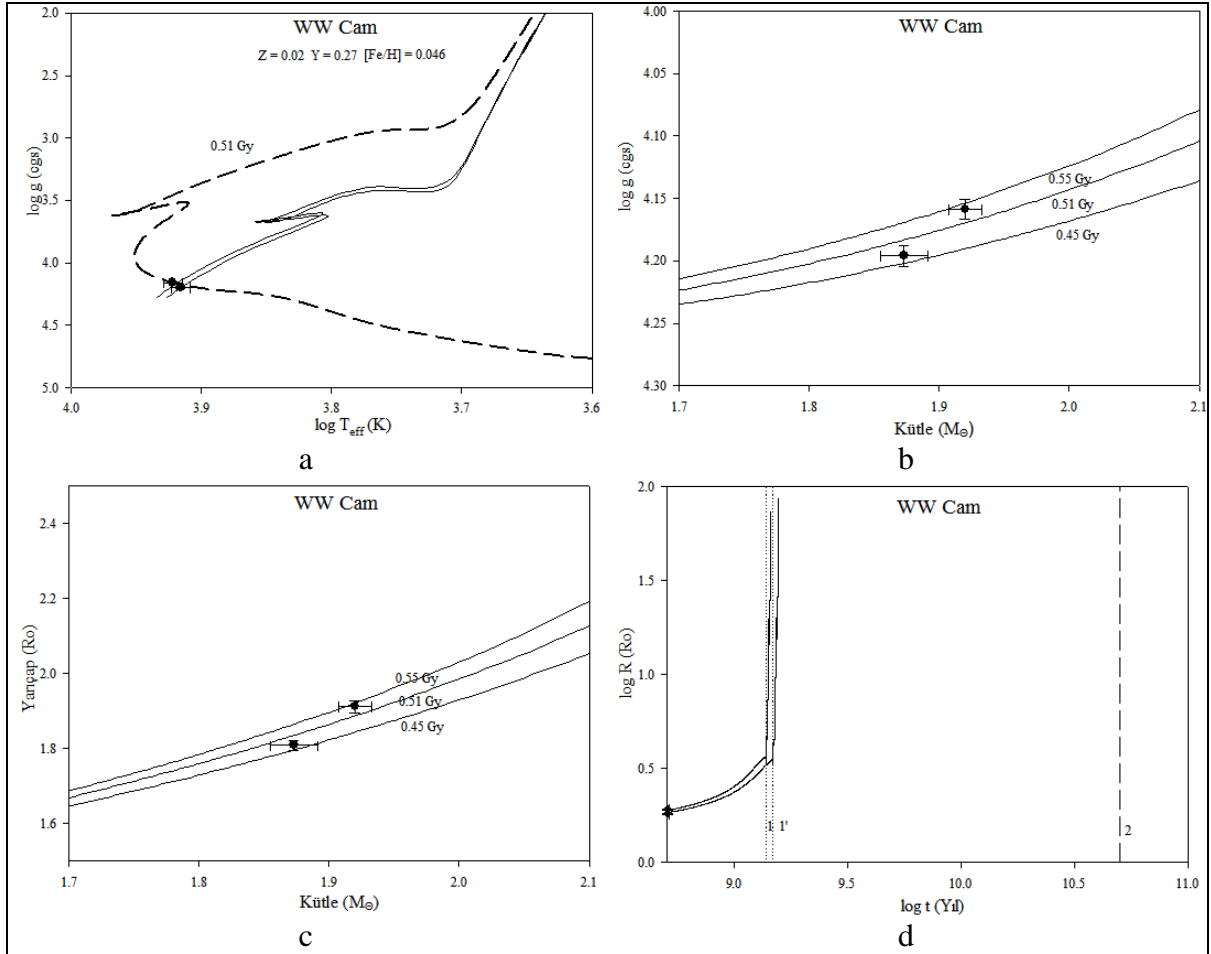 WW Cam
Z = 0.02 Y = 0.27 [Fe/H] = 0.046
0.51 Gy
log g (cgs)
2.0
2.5
3.0
3.5
4.0
4.5
5.0
4.0 3.9 3.8 3.7 3.6
log T_eff (K)
a
WW Cam
0.55 Gy
0.51 Gy
0.45 Gy
log g (cgs)
4.00
4.05
4.10
4.15
4.20
4.25
4.30
1.7 1.8 1.9 2.0 2.1
Kütle (M⊙)
b
WW Cam
0.55 Gy
0.51 Gy
0.45 Gy
Yarıçap (Ro)
2.4
2.2
2.0
1.8
1.6
1.7 1.8 1.9 2.0 2.1
Kütle (M⊙)
c
WW Cam
log R (Ro)
2.0
1.5
1.0
0.5
0.0
1 1' 2
9.0 9.5 10.0 10.5 11.0
log t (Yıl)
d